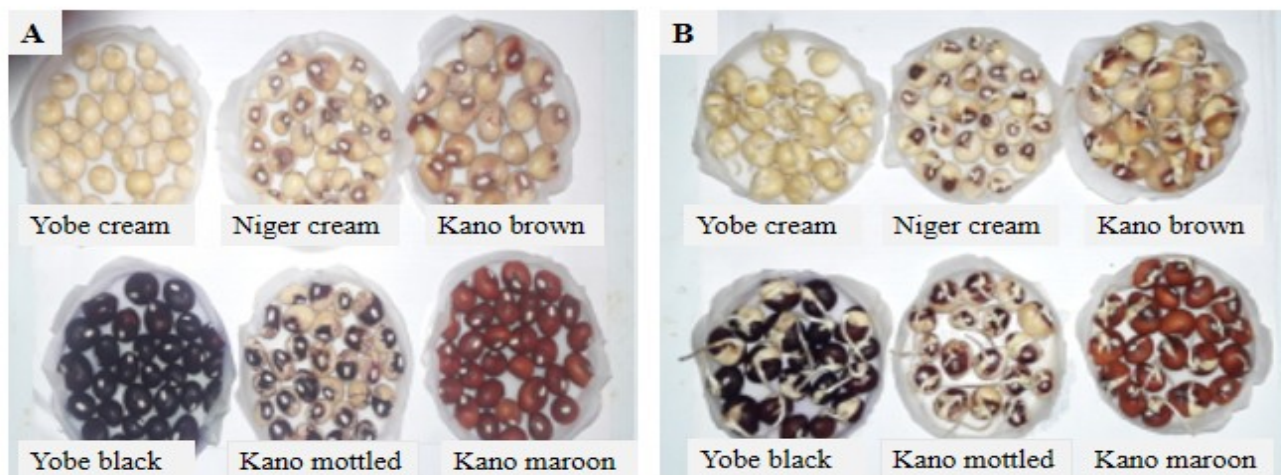 A
B
Yobe cream Niger cream Kano brown
Yobe cream Niger cream Kano brown
Yobe black Kano mottled Kano maroon
Yobe black Kano mottled Kano maroon